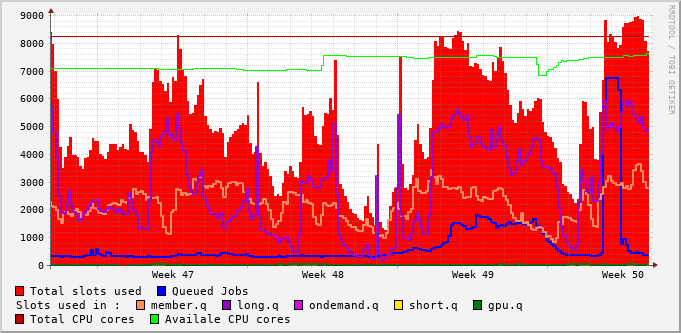 9000
8000
7000
6000
5000
4000
3000
2000
1000
0
Week 47 Week 48 Week 49 Week 50
RRDTOOL / TOBI OETIKER
Total slots used Queued Jobs
Slots used in : member.q long.q ondemand.q short.q gpu.q
Total CPU cores Availale CPU cores